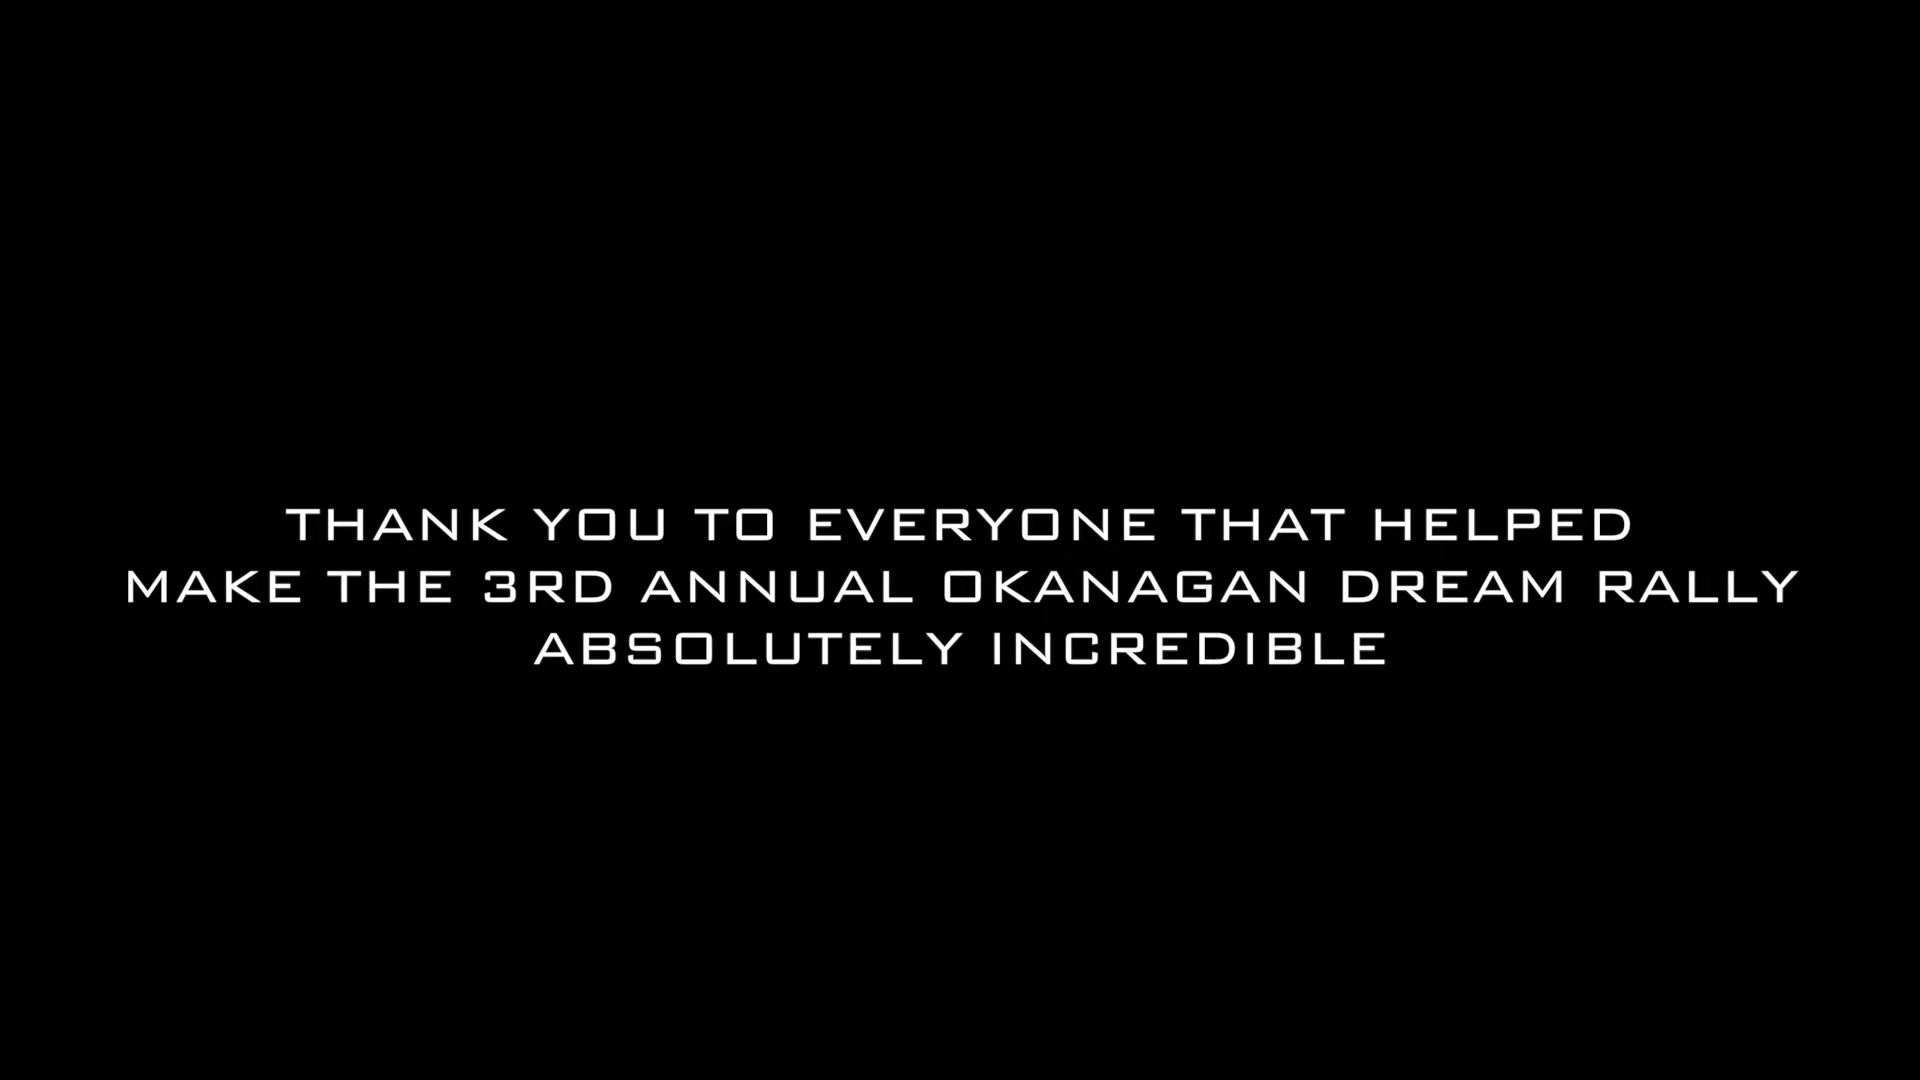 THANK YOU TO EVERYONE THAT HELPED
MAKE THE 3RD ANNUAL OKANAGAN DREAM RALLY
ABSOLUTELY INCREDIBLE